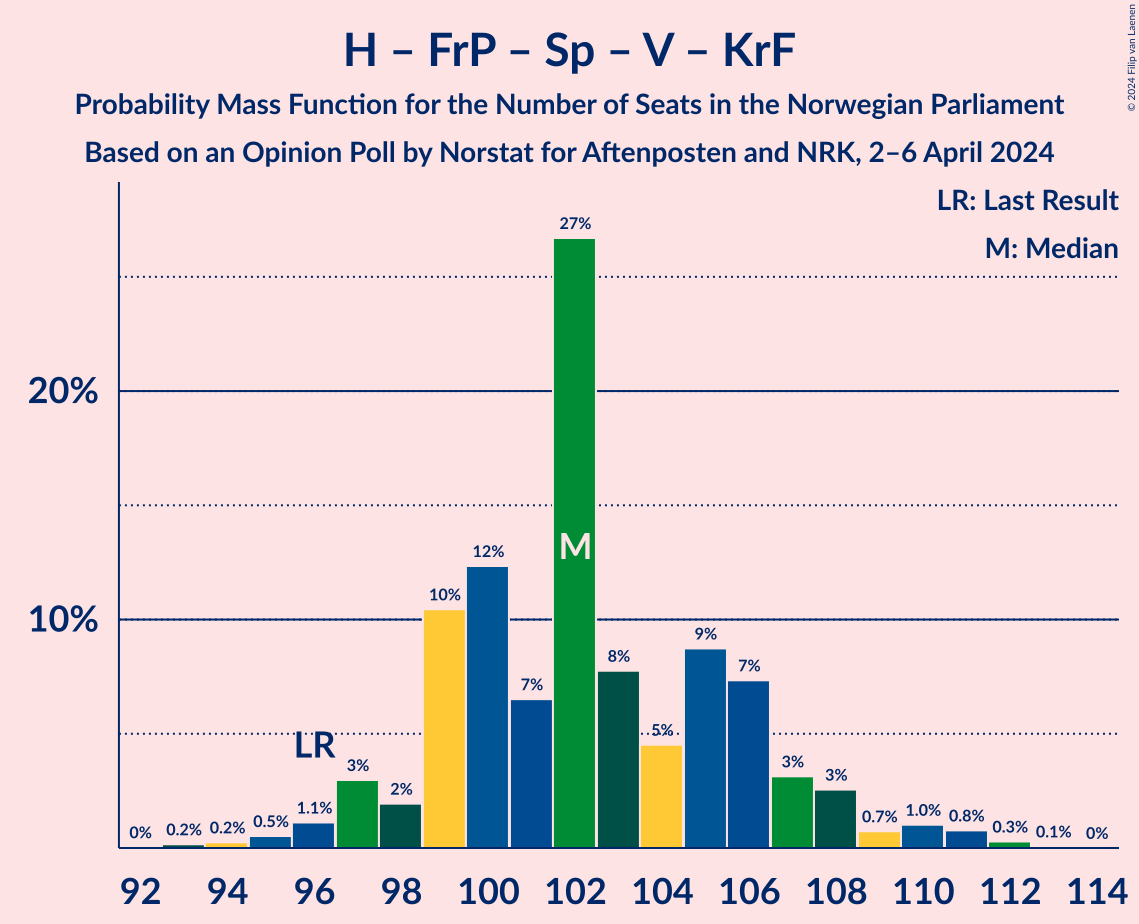 H – FrP – Sp – V – KrF
Probability Mass Function for the Number of Seats in the Norwegian Parliament
Based on an Opinion Poll by Norstat for Aftenposten and NRK, 2–6 April 2024
© 2024 Filip van Laenen
LR: Last Result
M: Median
20%
10%
0% 0.2% 0.2% 0.5% 1.1% 3% 2% 10% 12% 7% 27% 8% 5% 9% 7% 3% 3% 0.7% 1.0% 0.8% 0.3% 0.1% 0%
LR
M
92 94 96 98 100 102 104 106 108 110 112 114